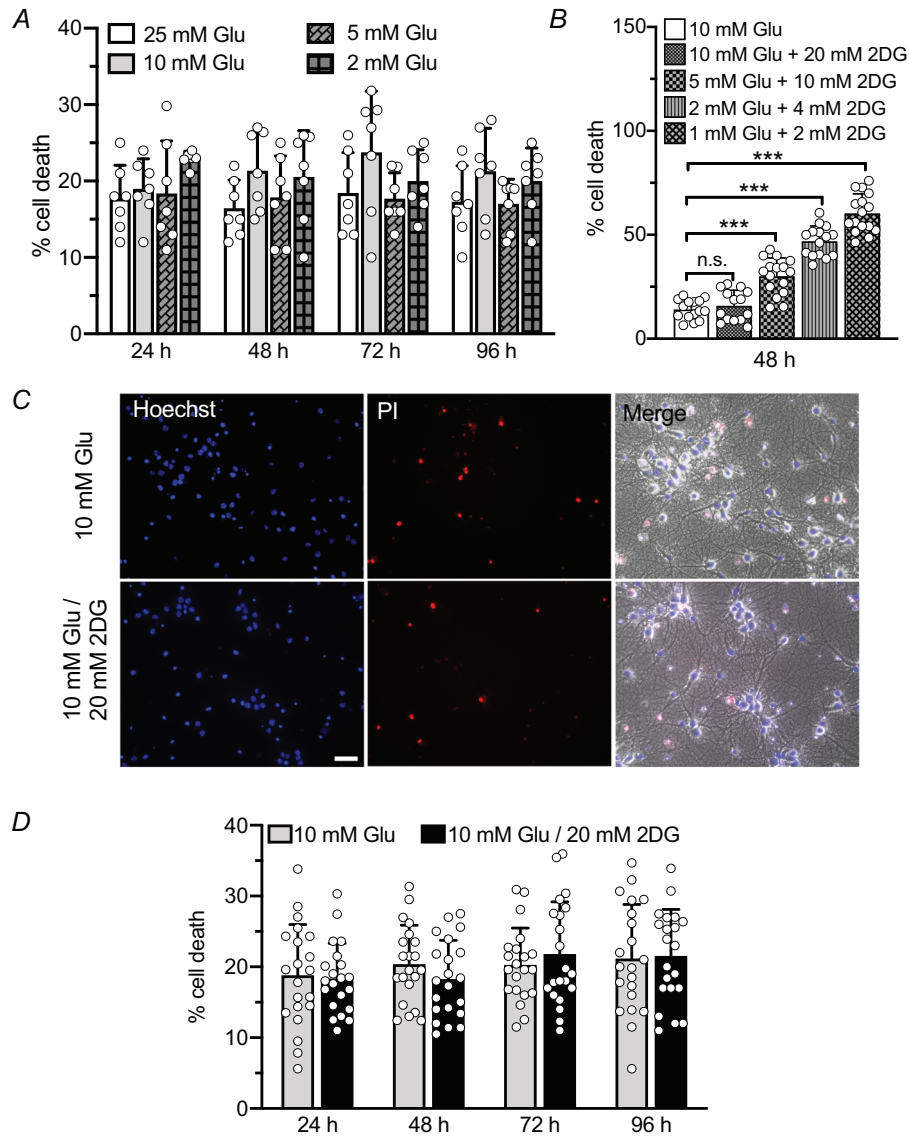 A
% cell death
40
30
20
10
0
25 mM Glu
10 mM Glu
5 mM Glu
2 mM Glu
24 h
48 h
72 h
96 h
B
% cell death
150
100
50
0
10 mM Glu
10 mM Glu + 20 mM 2DG
5 mM Glu + 10 mM 2DG
2 mM Glu + 4 mM 2DG
1 mM Glu + 2 mM 2DG
***
***
***
n.s.
48 h
C
Hoechst
PI
Merge
10 mM Glu
10 mM Glu /
20 mM 2DG
D
% cell death
40
30
20
10
0
10 mM Glu
10 mM Glu / 20 mM 2DG
24 h
48 h
72 h
96 h